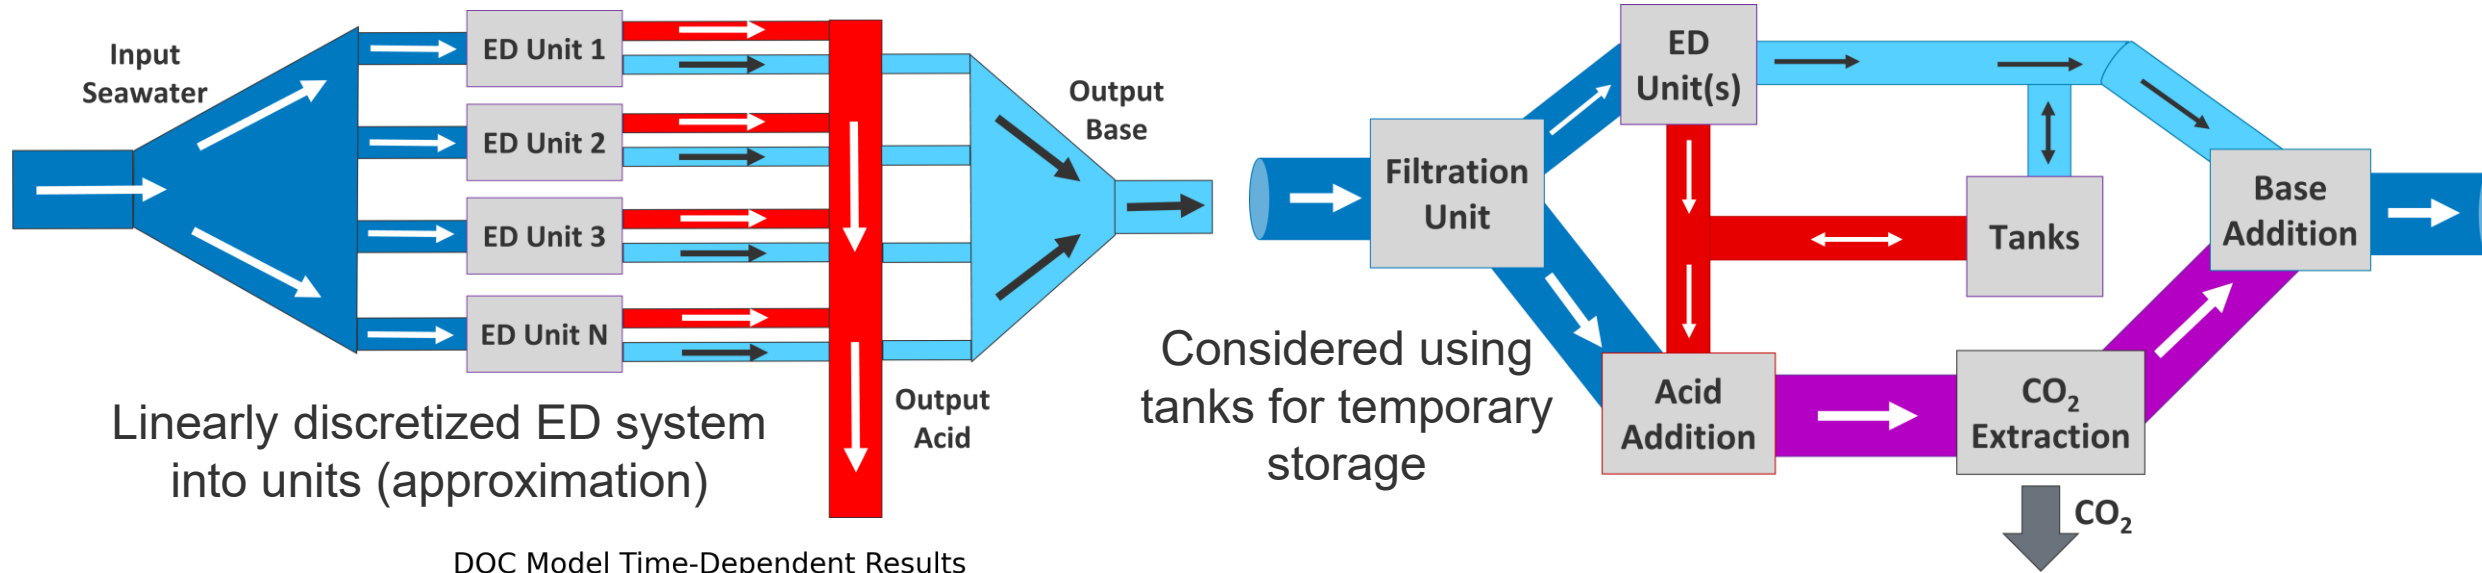 Input
Seawater
ED Unit 1
ED Unit 2
ED Unit 3
ED Unit N
Output
Base
Output
Acid
Linearly discretized ED system
into units (approximation)
DOC Model Time-Dependent Results
Filtration
Unit
ED
Unit(s)
Tanks
Base
Addition
Acid
Addition
CO₂
Extraction
CO₂
Considered using
tanks for temporary
storage